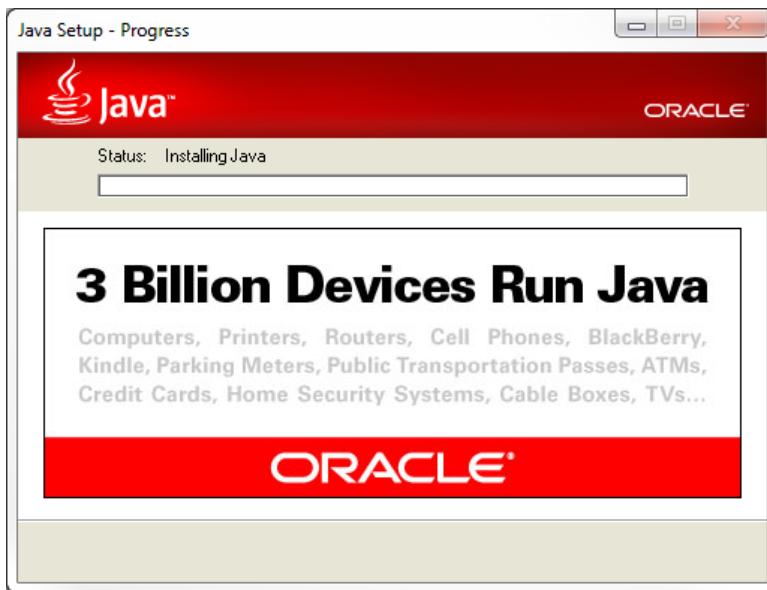 Java Setup - Progress
Java™
ORACLE®
Status: Installing Java
3 Billion Devices Run Java
Computers, Printers, Routers, Cell Phones, BlackBerry,
Kindle, Parking Meters, Public Transportation Passes, ATMs,
Credit Cards, Home Security Systems, Cable Boxes, TVs...
ORACLE®